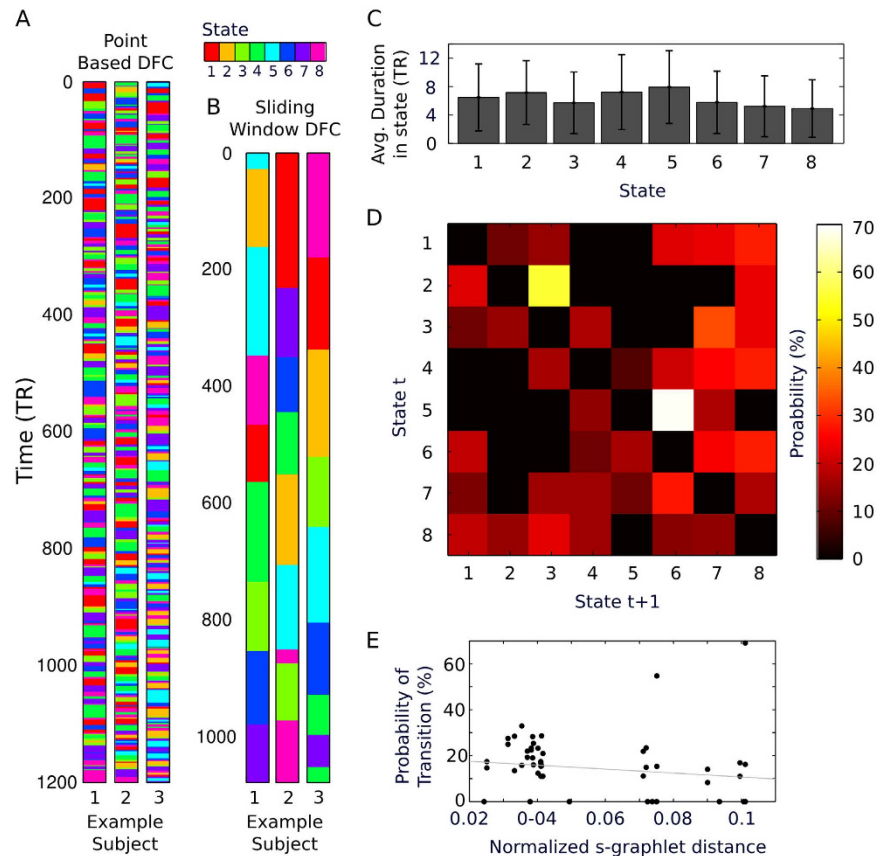 A
Point
Based DFC
0
200
400
600
800
1000
1200
Time (TR)
1 2 3
Example
Subject
State
1 2 3 4 5 6 7 8
B
Sliding
Window DFC
0
200
400
600
800
1000
1 2 3
Example
Subject
C
Avg. Duration
in state (TR)
12
8
4
0
1 2 3 4 5 6 7 8
State
D
State t
1
2
3
4
5
6
7
8
1 2 3 4 5 6 7 8
State t+1
70
60
50
40
30
20
10
0
Proabbility (%)
E
Probability of
Transition (%)
60
40
20
0
0.02 0-04 0.06 0.08 0.1
Normalized s-graphlet distance